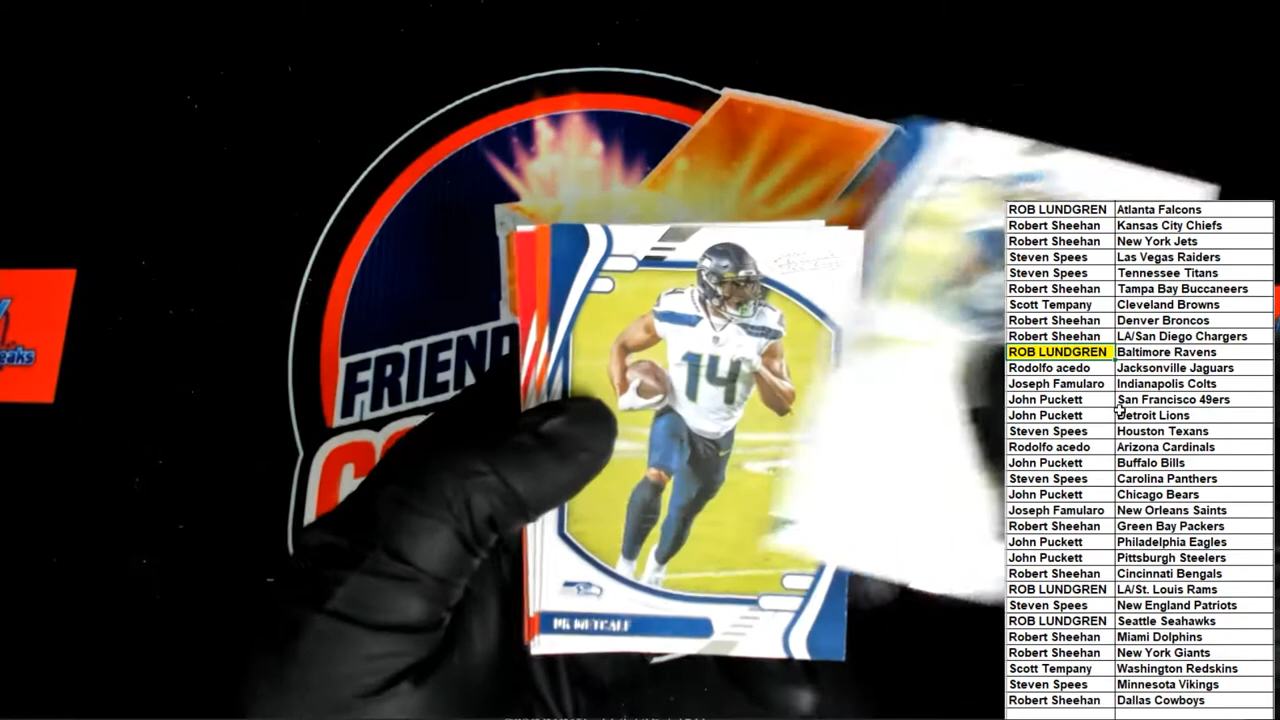 eaks
FRIEND
CO
14
DK METCALF
ROB LUNDGREN Atlanta Falcons
Robert Sheehan Kansas City Chiefs
Robert Sheehan New York Jets
Steven Spees Las Vegas Raiders
Steven Spees Tennessee Titans
Robert Sheehan Tampa Bay Buccaneers
Scott Tempany Cleveland Browns
Robert Sheehan Denver Broncos
Robert Sheehan LA/San Diego Chargers
ROB LUNDGREN Baltimore Ravens
Rodolfo acedo Jacksonville Jaguars
Joseph Famularo Indianapolis Colts
John Puckett San Francisco 49ers
John Puckett Detroit Lions
Steven Spees Houston Texans
Rodolfo acedo Arizona Cardinals
John Puckett Buffalo Bills
Steven Spees Carolina Panthers
John Puckett Chicago Bears
Joseph Famularo New Orleans Saints
Robert Sheehan Green Bay Packers
John Puckett Philadelphia Eagles
John Puckett Pittsburgh Steelers
Robert Sheehan Cincinnati Bengals
ROB LUNDGREN LA/St. Louis Rams
Steven Spees New England Patriots
ROB LUNDGREN Seattle Seahawks
Robert Sheehan Miami Dolphins
Robert Sheehan New York Giants
Scott Tempany Washington Redskins
Steven Spees Minnesota Vikings
Robert Sheehan Dallas Cowboys